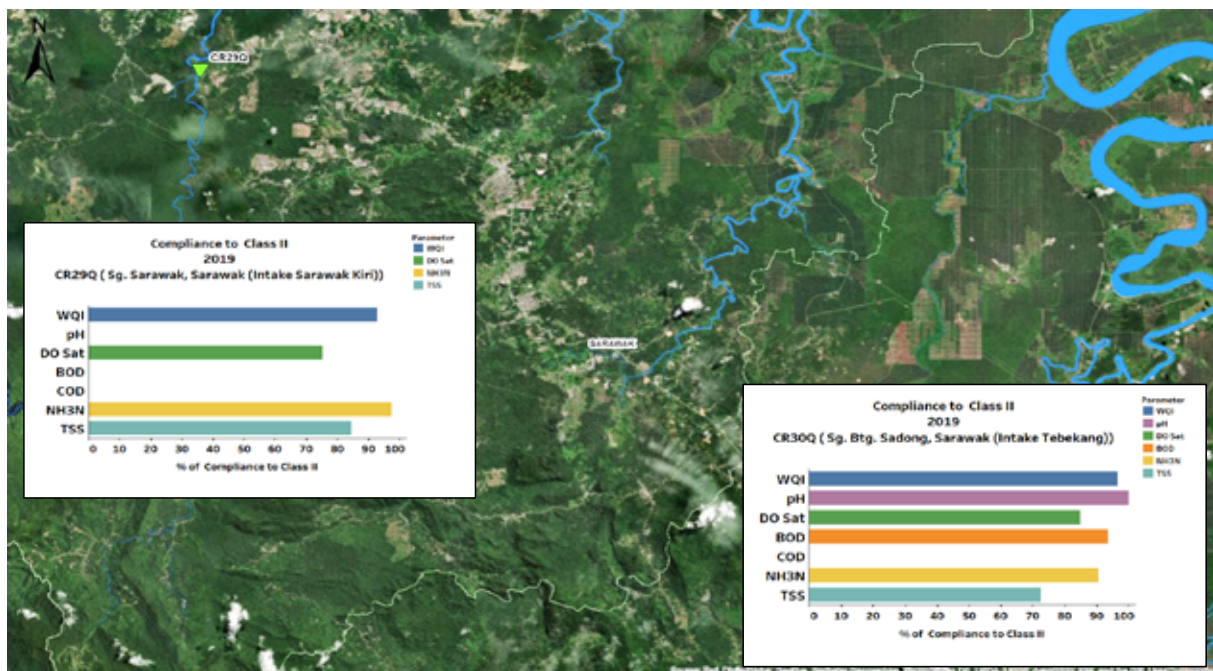 N
CR29Q
SARAWAK
Compliance to Class II
2019
CR29Q ( Sg. Sarawak, Sarawak (Intake Sarawak Kiri))
Parameter
WQI
DO Sat
NH3N
TSS
WQI
pH
DO Sat
BOD
COD
NH3N
TSS
0 10 20 30 40 50 60 70 80 90 100
% of Compliance to Class II
Compliance to Class II
2019
CR30Q ( Sg. Btg. Sadong, Sarawak (Intake Tebekang))
Parameter
WQI
pH
DO Sat
BOD
NH3N
TSS
WQI
pH
DO Sat
BOD
COD
NH3N
TSS
0 10 20 30 40 50 60 70 80 90 100
% of Compliance to Class II